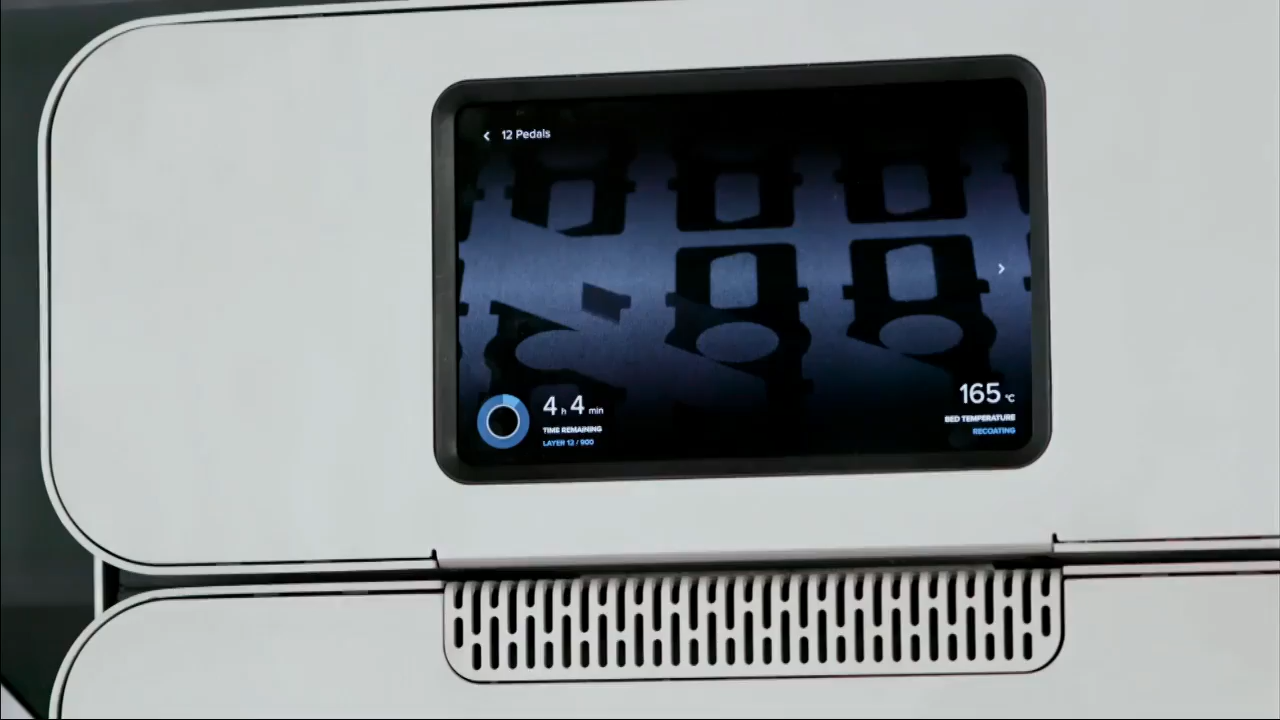 12 Pedals
4 h 4 min
TIME REMAINING
LAYER 12 / 900
165 °C
BED TEMPERATURE
RECOATING